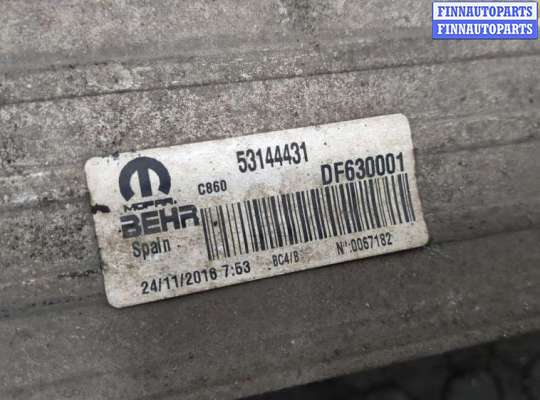 FINNAUTOPARTS
FINNAUTOPARTS
MOPAR
C860
53144431
DF630001
BEHR
Spain
24/11/2016 7:53
BC4/B
N°:0067182